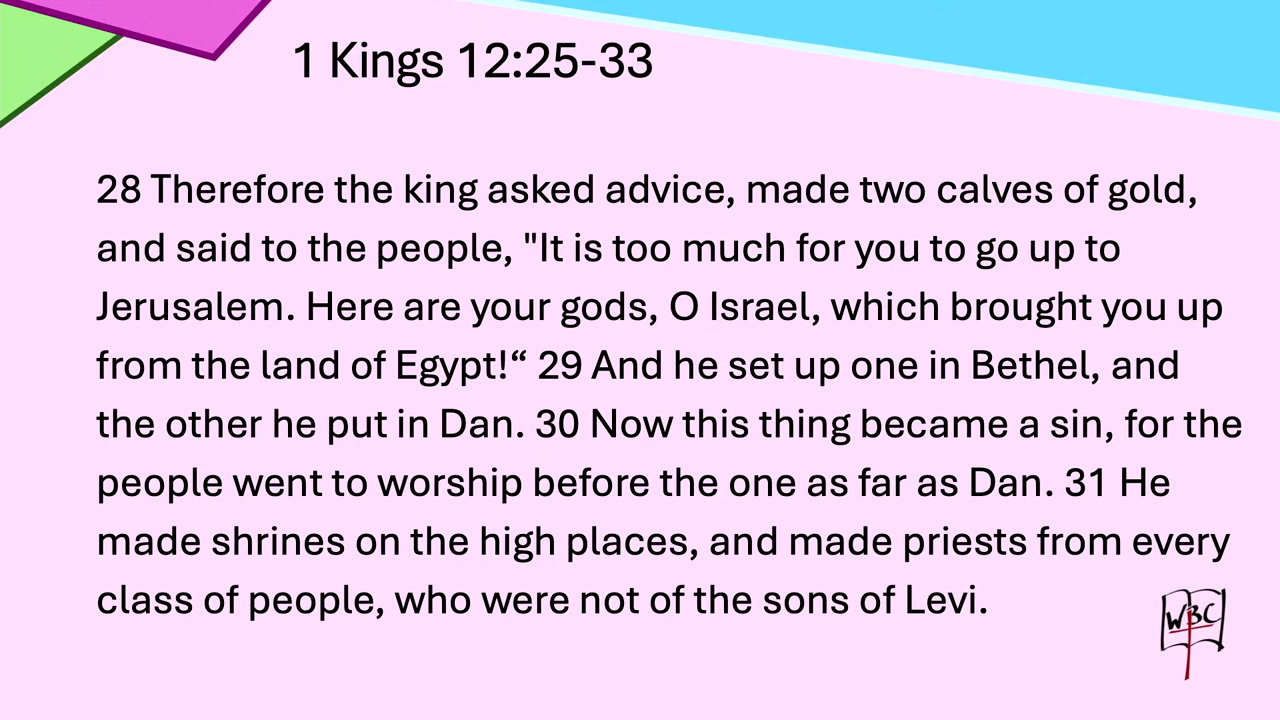 1 Kings 12:25-33
28 Therefore the king asked advice, made two calves of gold,
and said to the people, "It is too much for you to go up to
Jerusalem. Here are your gods, O Israel, which brought you up
from the land of Egypt!“ 29 And he set up one in Bethel, and
the other he put in Dan. 30 Now this thing became a sin, for the
people went to worship before the one as far as Dan. 31 He
made shrines on the high places, and made priests from every
class of people, who were not of the sons of Levi.
WBC